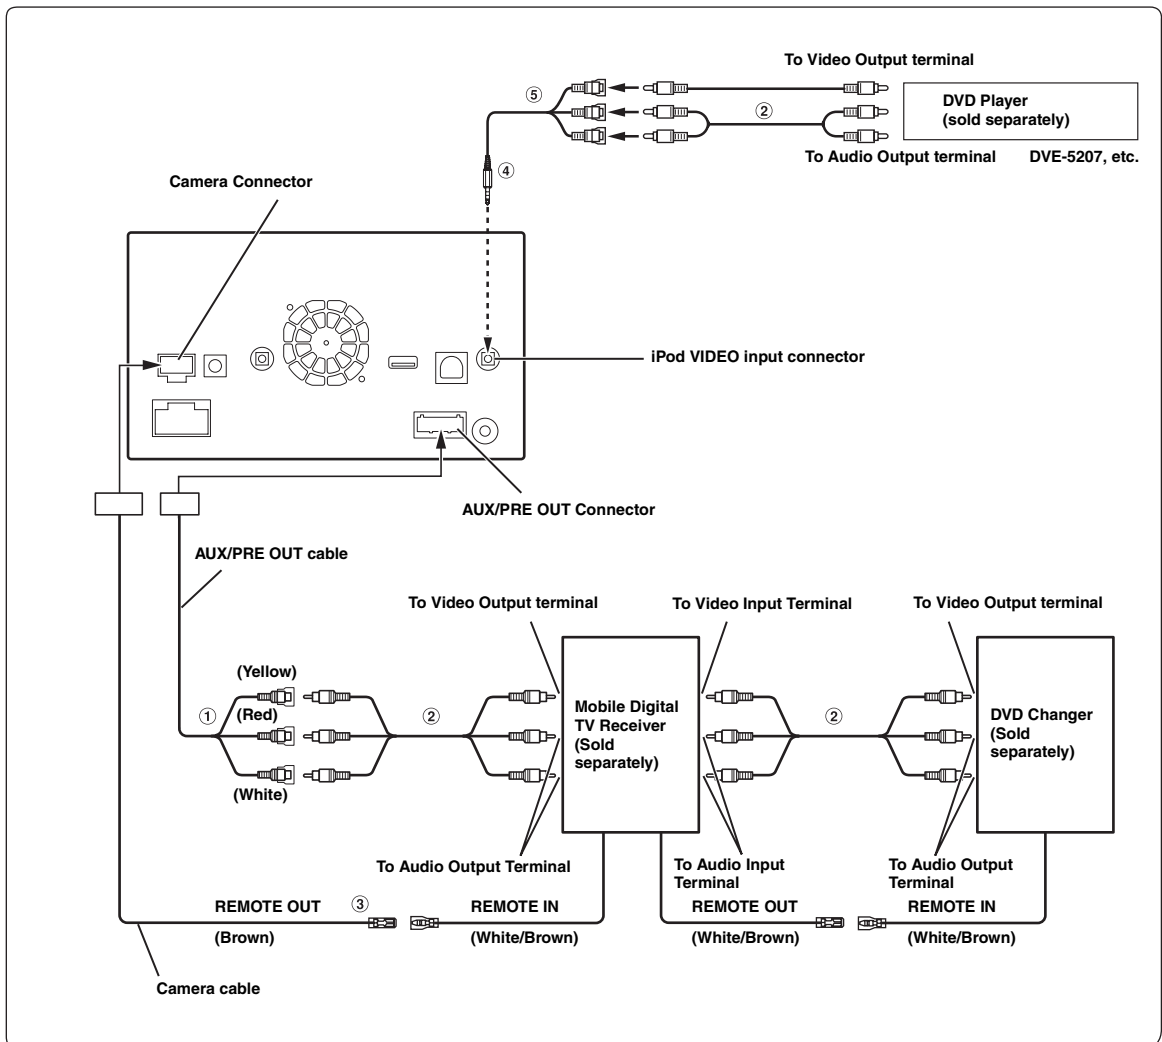 To Video Output terminal
⑤
②
DVD Player
(sold separately)
To Audio Output terminal
DVE-5207, etc.
④
Camera Connector
iPod VIDEO input connector
AUX/PRE OUT Connector
AUX/PRE OUT cable
To Video Output terminal
To Video Input Terminal
To Video Output terminal
(Yellow)
①
(Red)
(White)
②
Mobile Digital
TV Receiver
(Sold
separately)
②
DVD Changer
(Sold
separately)
To Audio Output Terminal
To Audio Input
Terminal
To Audio Output
Terminal
REMOTE OUT
③
(Brown)
REMOTE IN
(White/Brown)
REMOTE OUT
(White/Brown)
REMOTE IN
(White/Brown)
Camera cable